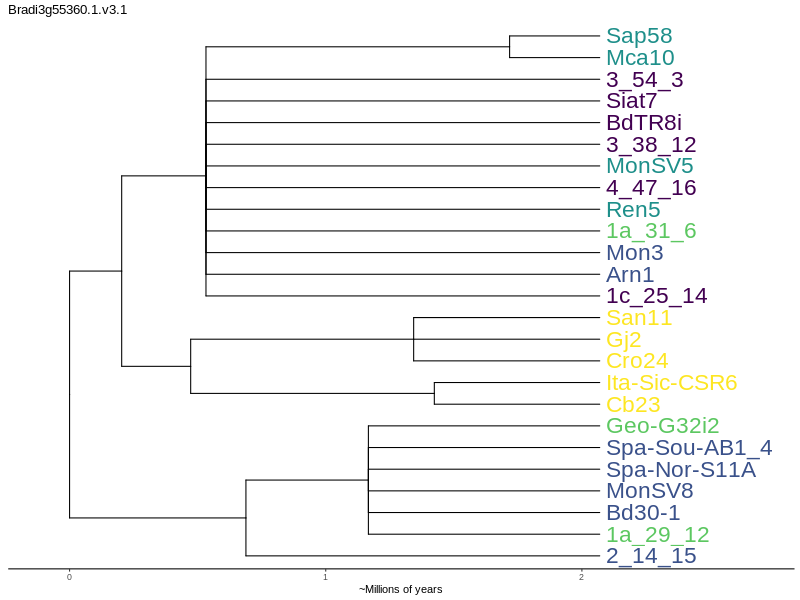 Bradi3g55360.1.v3.1
Sap58
Mca10
3_54_3
Siat7
BdTR8i
3_38_12
MonSV5
4_47_16
Ren5
1a_31_6
Mon3
Arn1
1c_25_14
San11
Gj2
Cro24
Ita-Sic-CSR6
Cb23
Geo-G32i2
Spa-Sou-AB1_4
Spa-Nor-S11A
MonSV8
Bd30-1
1a_29_12
2_14_15
0 1 2
~Millions of years